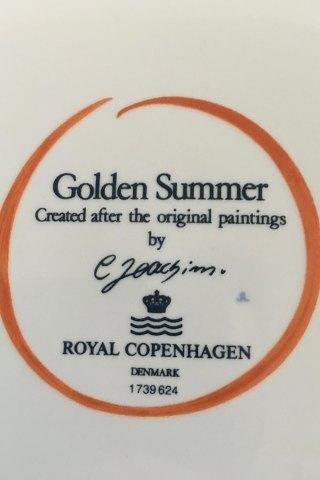 Golden Summer
Created after the original paintings
by
C Joachim.
ROYAL COPENHAGEN
DENMARK
1739624